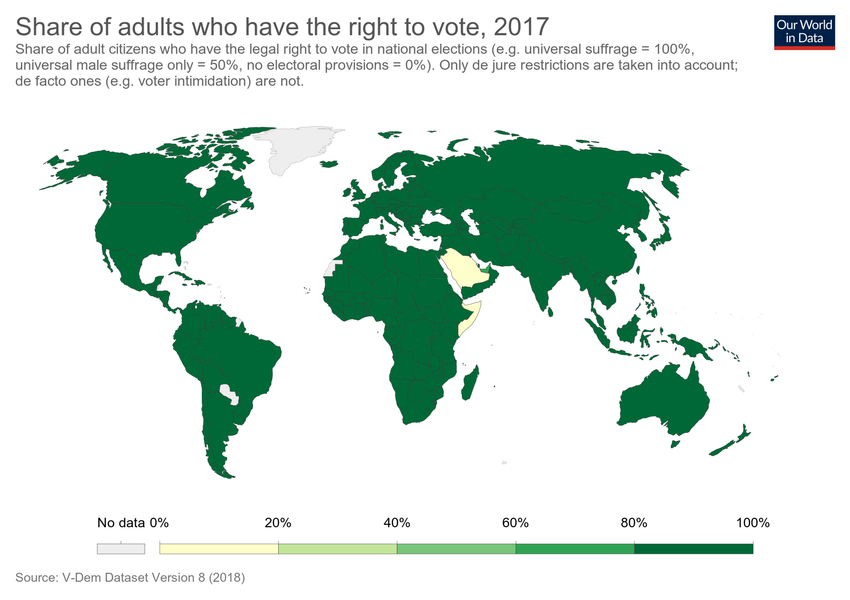 Share of adults who have the right to vote, 2017
Our World
in Data
Share of adult citizens who have the legal right to vote in national elections (e.g. universal suffrage = 100%,
universal male suffrage only = 50%, no electoral provisions = 0%). Only de jure restrictions are taken into account;
de facto ones (e.g. voter intimidation) are not.
No data 0% 20% 40% 60% 80% 100%
Source: V-Dem Dataset Version 8 (2018)